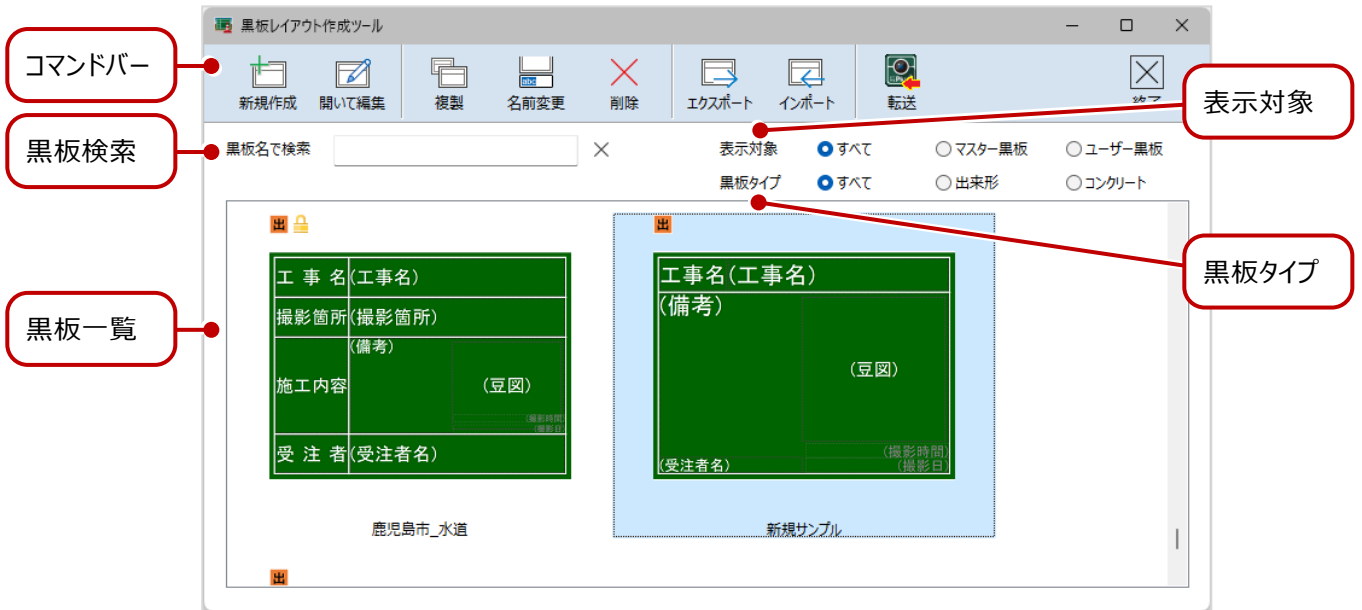 黒板レイアウト作成ツール
コマンドバー
新規作成 開いて編集 複製 名前変更 削除 エクスポート インポート 転送 終了
abc
表示対象
黒板検索
黒板名で検索
表示対象 すべて マスター黒板 ユーザー黒板
黒板タイプ すべて 出来形 コンクリート
黒板タイプ
黒板一覧
出
工 事 名 (工事名)
撮影箇所 (撮影箇所)
施工内容 (備考)
(豆図)
(撮影時間)
(撮影日)
受 注 者 (受注者名)
鹿児島市_水道
出
工事名 (工事名)
(備考)
(豆図)
(撮影時間)
(受注者名) (撮影日)
新規サンプル
出